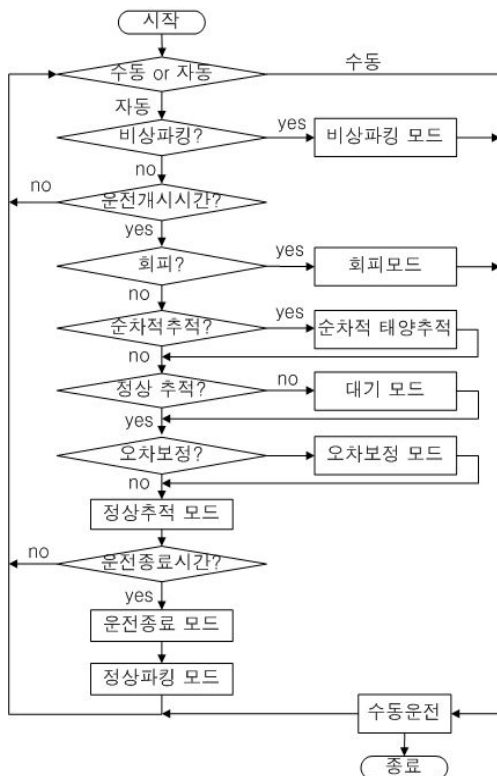 시작
수동 or 자동
수동
자동
비상파킹?
yes
비상파킹 모드
no
no
운전개시시간?
yes
회피?
yes
회피모드
no
순차적추적?
yes
순차적 태양추적
no
정상 추적?
no
대기 모드
yes
오차보정?
오차보정 모드
no
정상추적 모드
no
운전종료시간?
yes
운전종료 모드
정상파킹 모드
수동운전
종료